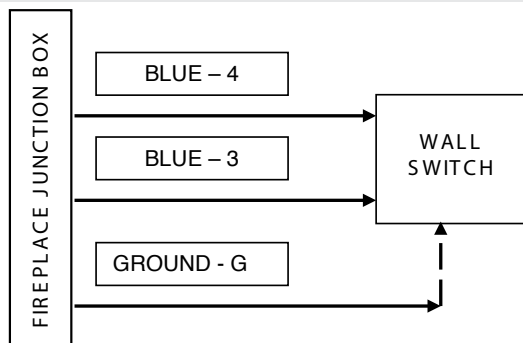 FIREPLACE JUNCTION BOX
BLUE – 4
BLUE – 3
GROUND - G
WALL
SWITCH